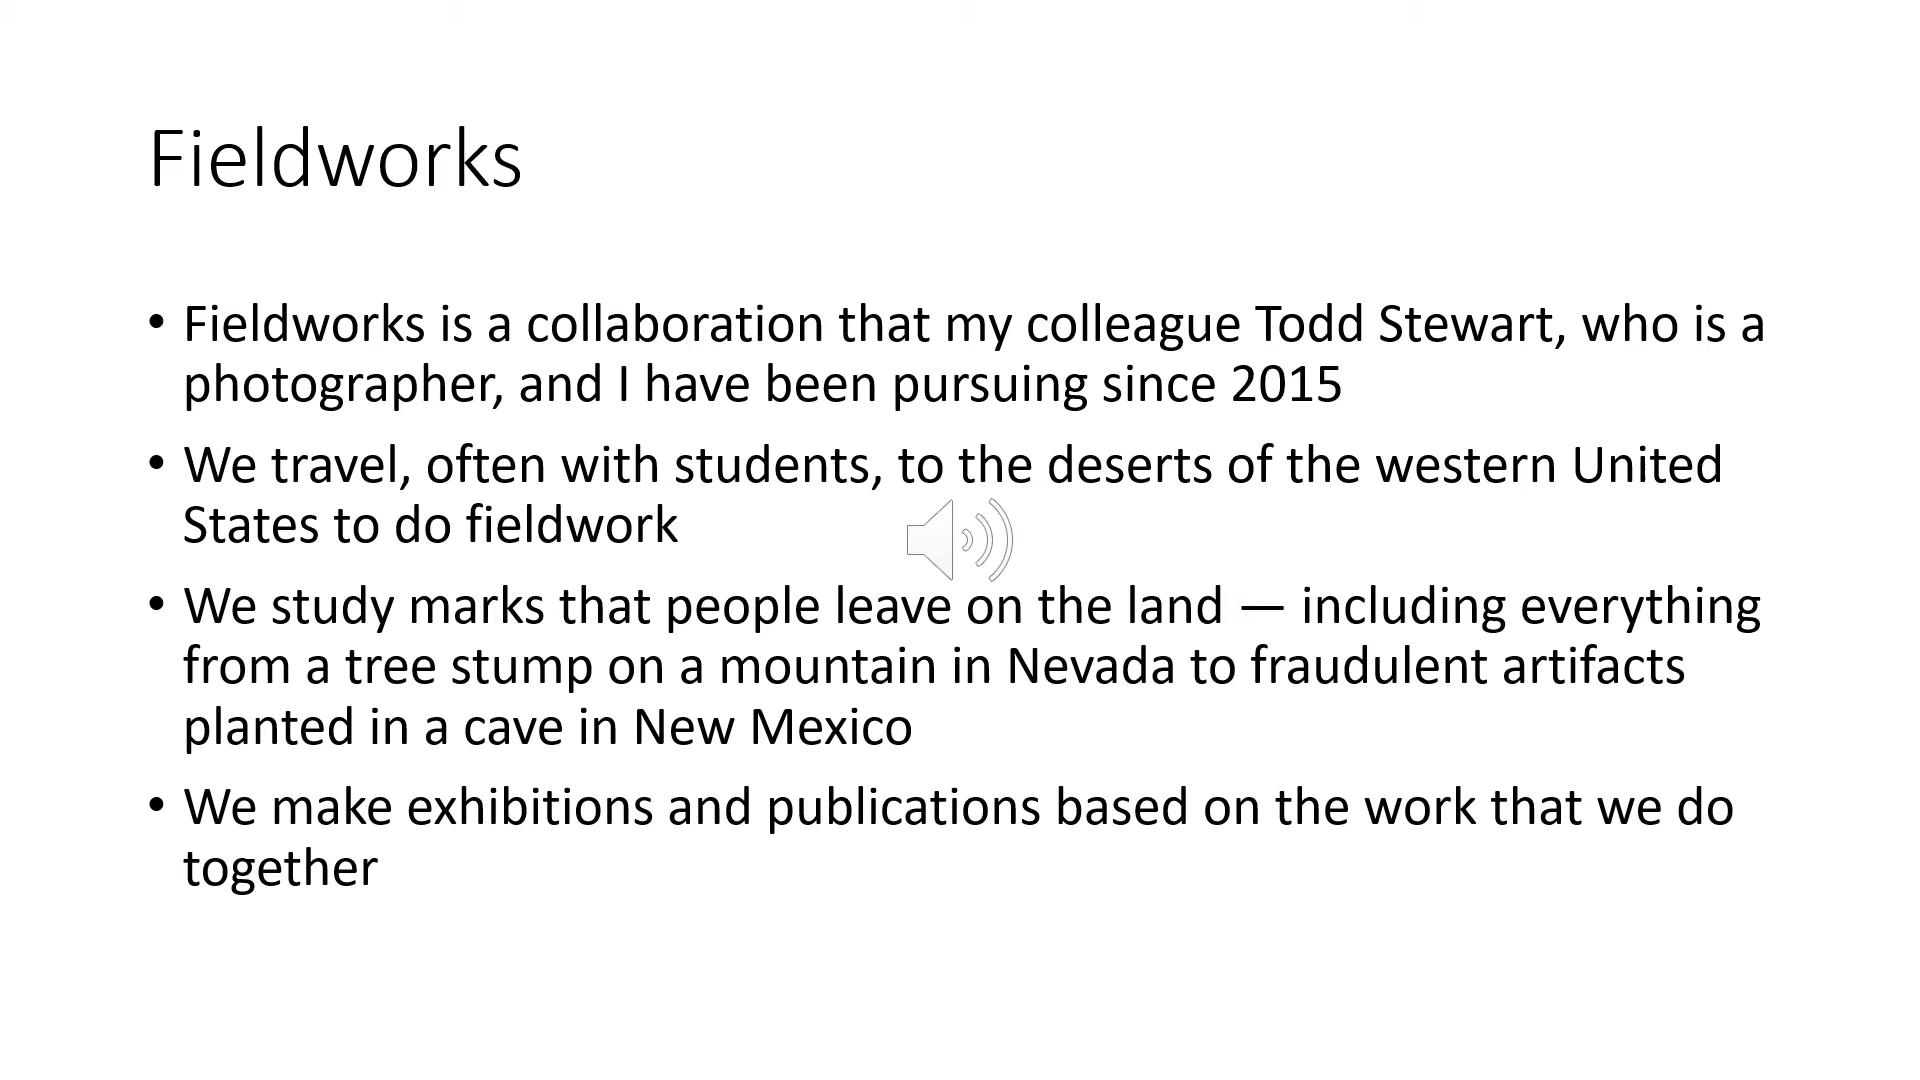 Fieldworks
• Fieldworks is a collaboration that my colleague Todd Stewart, who is a
photographer, and I have been pursuing since 2015
• We travel, often with students, to the deserts of the western United
States to do fieldwork
• We study marks that people leave on the land — including everything
from a tree stump on a mountain in Nevada to fraudulent artifacts
planted in a cave in New Mexico
• We make exhibitions and publications based on the work that we do
together